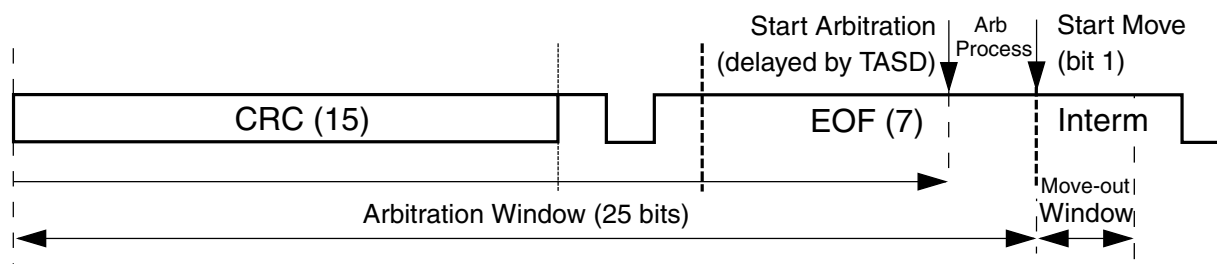 Start Arbitration
(delayed by TASD)
Arb
Process
Start Move
(bit 1)
CRC (15)
EOF (7)
Interm
Arbitration Window (25 bits)
Move-out
Window